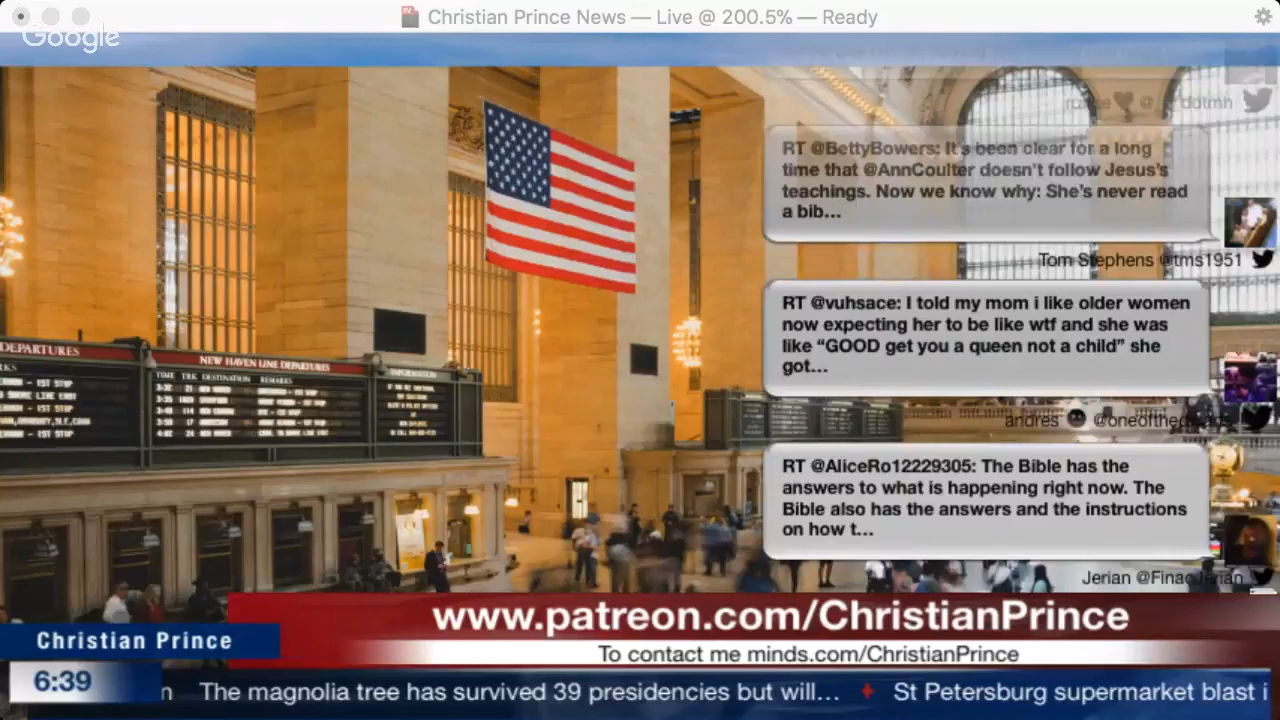 Christian Prince News — Live @ 200.5% — Ready
Google
RT @BettyBowers: It's been clear for a long
time that @AnnCoulter doesn't follow Jesus's
teachings. Now we know why: She's never read
a bib...
Tom Stephens @tms1951
RT @vuhsace: I told my mom i like older women
now expecting her to be like wtf and she was
like “GOOD get you a queen not a child” she
got...
andres
RT @AliceRo12229305: The Bible has the
answers to what is happening right now. The
Bible also has the answers and the instructions
on how t...
Jerian
DEPARTURES
NEW HAVEN LINE DEPARTURES
INFORMATION
TIME TRK DESTINATION REMARKS
www.patreon.com/ChristianPrince
To contact me minds.com/ChristianPrince
Christian Prince
6:39
n The magnolia tree has survived 39 presidencies but will... St Petersburg supermarket blast i